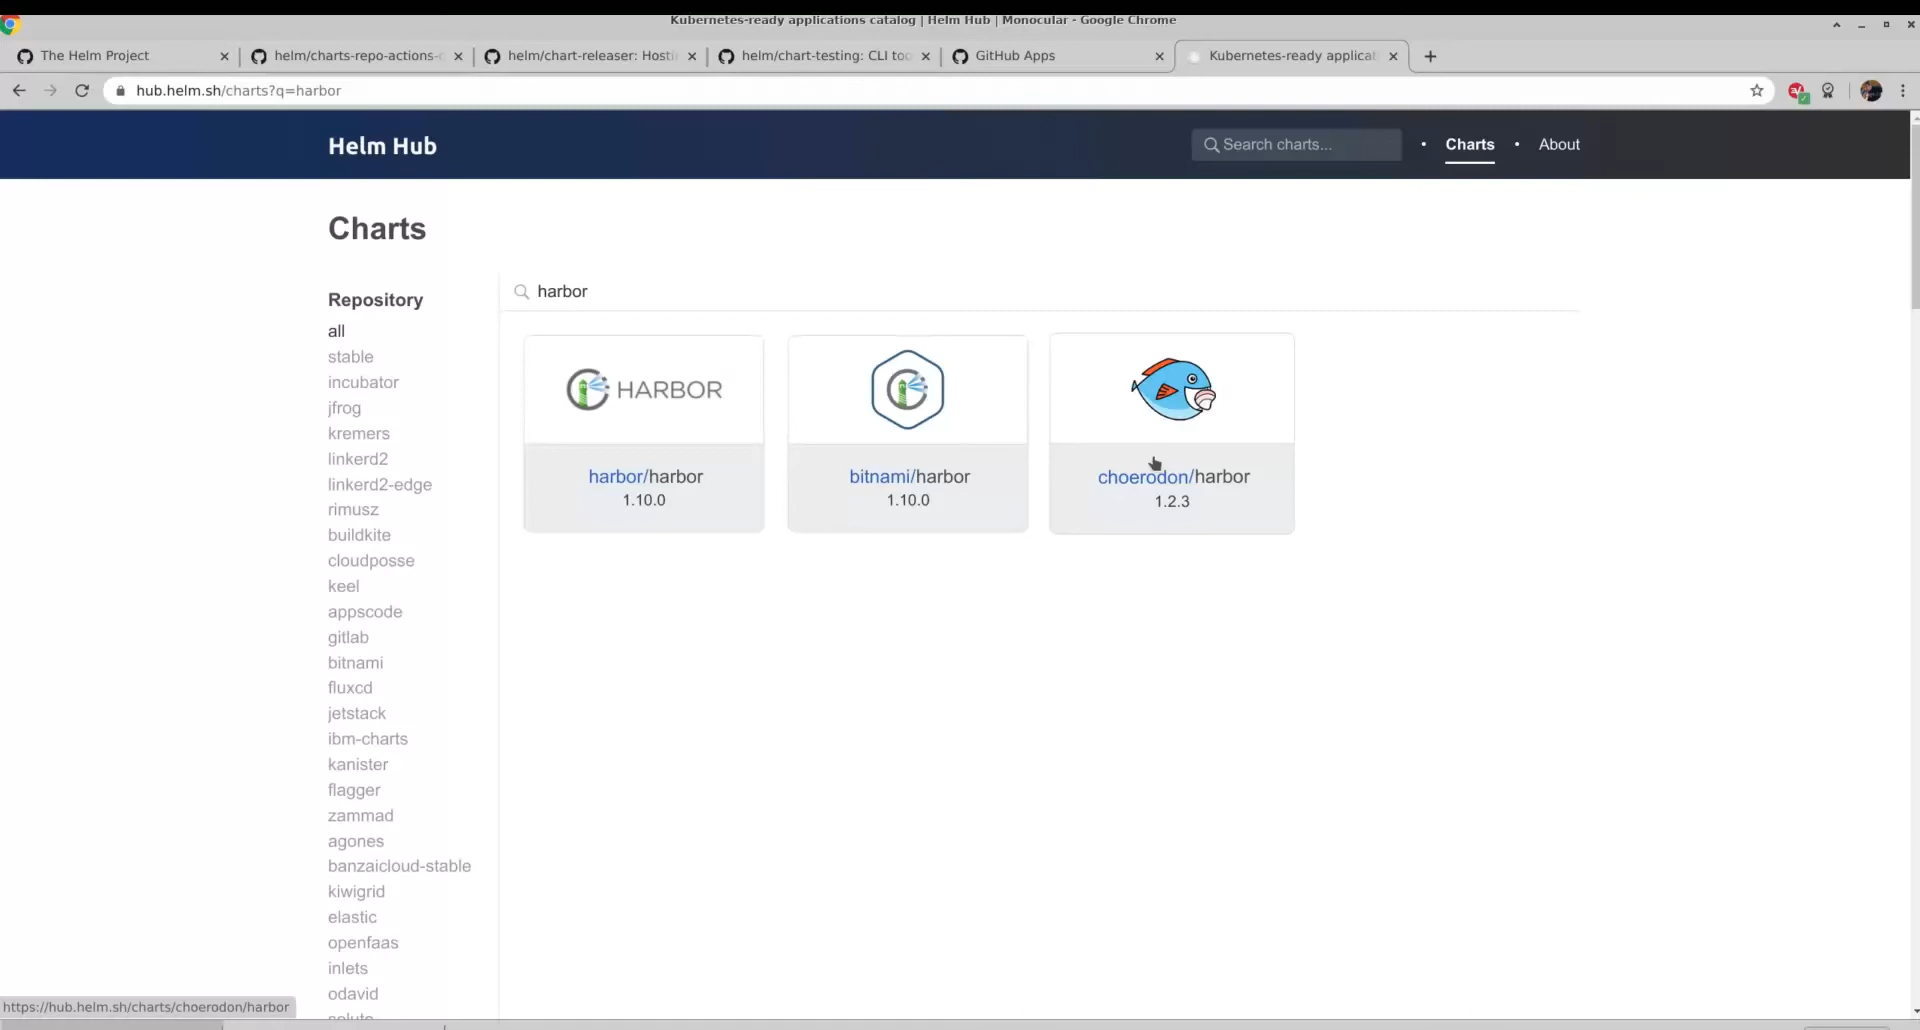 Kubernetes-ready applications catalog | Helm Hub | Monocular - Google Chrome
The Helm Project
helm/charts-repo-actions-
helm/chart-releaser: Hosti
helm/chart-testing: CLI too
GitHub Apps
Kubernetes-ready applicat
hub.helm.sh/charts?q=harbor
Helm Hub
Search charts...
• Charts
• About
Charts
Repository
all
stable
incubator
jfrog
kremers
linkerd2
linkerd2-edge
rimusz
buildkite
cloudposse
keel
appscode
gitlab
bitnami
fluxcd
jetstack
ibm-charts
kanister
flagger
zammad
agones
banzaicloud-stable
kiwigrid
elastic
openfaas
inlets
odavid
harbor
HARBOR
harbor/harbor
1.10.0
bitnami/harbor
1.10.0
choerodon/harbor
1.2.3
https://hub.helm.sh/charts/choerodon/harbor